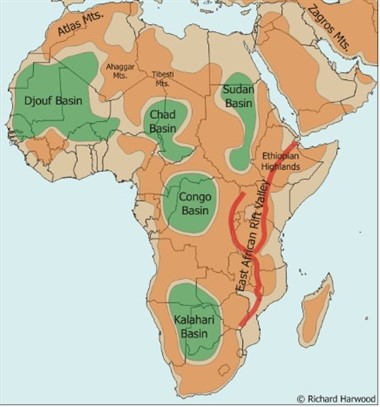 Atlas Mts.
Zagros Mts.
Ahaggar
Mts.
Tibesti
Mts.
Djouf Basin
Chad
Basin
Sudan
Basin
Ethiopian
Highlands
Congo
Basin
East African Rift Valley
Kalahari
Basin
© Richard Harwood